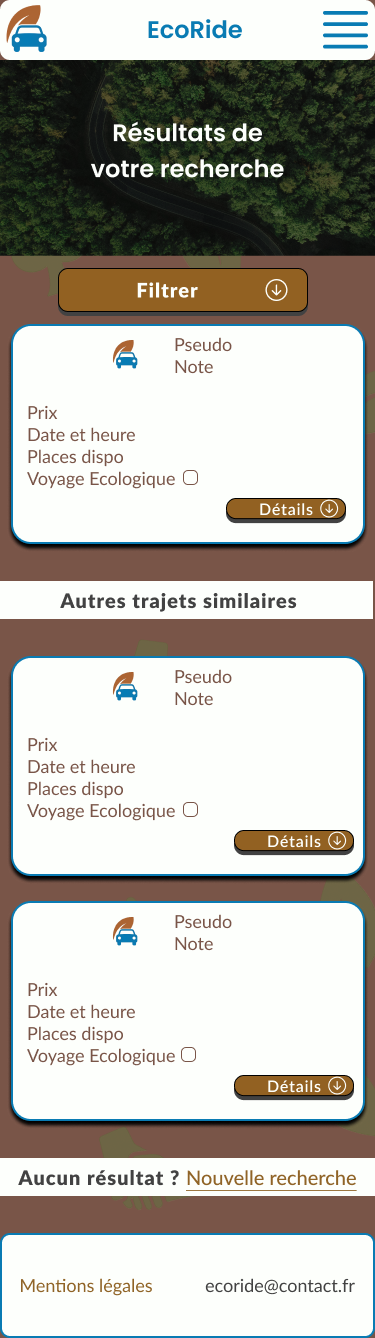 EcoRide
Résultats de
votre recherche
Filtrer
Pseudo
Note
Prix
Date et heure
Places dispo
Voyage Ecologique
Détails
Autres trajets similaires
Pseudo
Note
Prix
Date et heure
Places dispo
Voyage Ecologique
Détails
Pseudo
Note
Prix
Date et heure
Places dispo
Voyage Ecologique
Détails
Aucun résultat ? Nouvelle recherche
Mentions légales ecoride@contact.fr